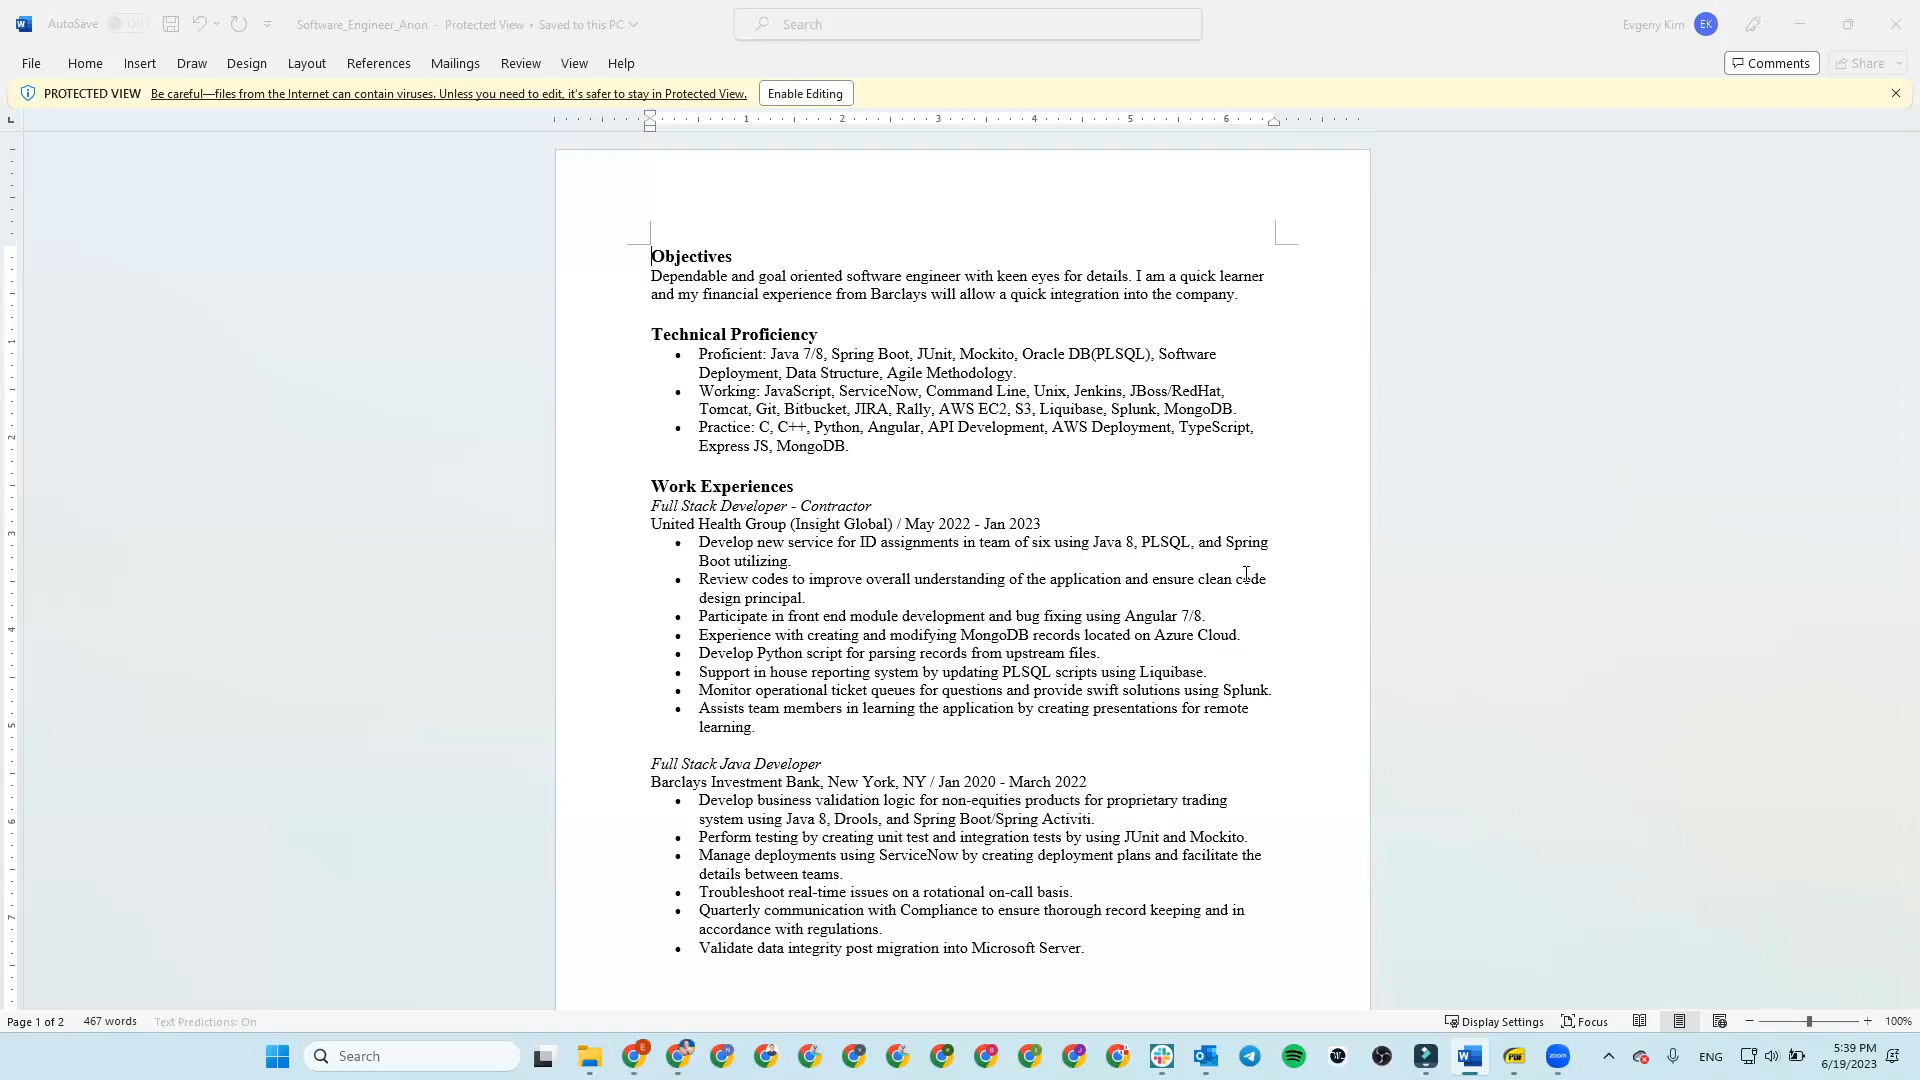 AutoSave Off Software_Engineer_Anon - Protected View • Saved to this PC Search Evgeny Kim EK
File Home Insert Draw Design Layout References Mailings Review View Help Comments Share
PROTECTED VIEW Be careful—files from the Internet can contain viruses. Unless you need to edit, it's safer to stay in Protected View. Enable Editing
1 2 3 4 5 6
Objectives
Dependable and goal oriented software engineer with keen eyes for details. I am a quick learner
and my financial experience from Barclays will allow a quick integration into the company.
Technical Proficiency
• Proficient: Java 7/8, Spring Boot, JUnit, Mockito, Oracle DB(PLSQL), Software
Deployment, Data Structure, Agile Methodology.
• Working: JavaScript, ServiceNow, Command Line, Unix, Jenkins, JBoss/RedHat,
Tomcat, Git, Bitbucket, JIRA, Rally, AWS EC2, S3, Liquibase, Splunk, MongoDB.
• Practice: C, C++, Python, Angular, API Development, AWS Deployment, TypeScript,
Express JS, MongoDB.
Work Experiences
Full Stack Developer - Contractor
United Health Group (Insight Global) / May 2022 - Jan 2023
• Develop new service for ID assignments in team of six using Java 8, PLSQL, and Spring
Boot utilizing.
• Review codes to improve overall understanding of the application and ensure clean code
design principal.
• Participate in front end module development and bug fixing using Angular 7/8.
• Experience with creating and modifying MongoDB records located on Azure Cloud.
• Develop Python script for parsing records from upstream files.
• Support in house reporting system by updating PLSQL scripts using Liquibase.
• Monitor operational ticket queues for questions and provide swift solutions using Splunk.
• Assists team members in learning the application by creating presentations for remote
learning.
Full Stack Java Developer
Barclays Investment Bank, New York, NY / Jan 2020 - March 2022
• Develop business validation logic for non-equities products for proprietary trading
system using Java 8, Drools, and Spring Boot/Spring Activiti.
• Perform testing by creating unit test and integration tests by using JUnit and Mockito.
• Manage deployments using ServiceNow by creating deployment plans and facilitate the
details between teams.
• Troubleshoot real-time issues on a rotational on-call basis.
• Quarterly communication with Compliance to ensure thorough record keeping and in
accordance with regulations.
• Validate data integrity post migration into Microsoft Server.
1
2
3
4
5
6
7
Page 1 of 2 467 words Text Predictions: On Display Settings Focus 100%
Search ENG 5:39 PM
6/19/2023